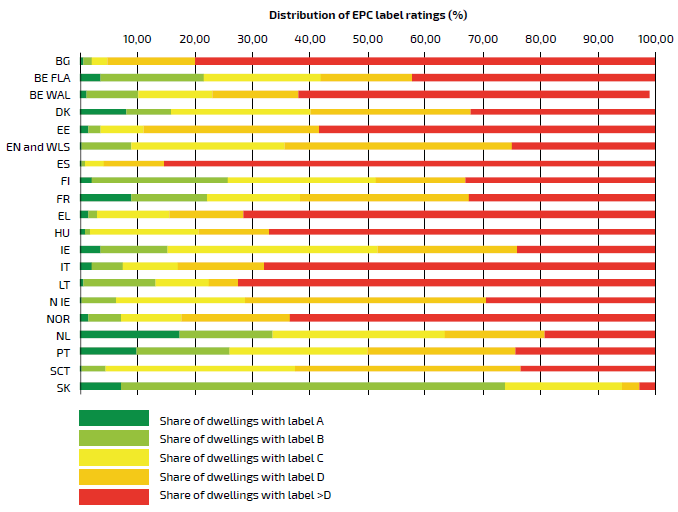 Distribution of EPC label ratings (%)
10,00 20,00 30,00 40,00 50,00 60,00 70,00 80,00 90,00 100,00
BG
BE FLA
BE WAL
DK
EE
EN and WLS
ES
FI
FR
EL
HU
IE
IT
LT
N IE
NOR
NL
PT
SCT
SK
Share of dwellings with label A
Share of dwellings with label B
Share of dwellings with label C
Share of dwellings with label D
Share of dwellings with label >D